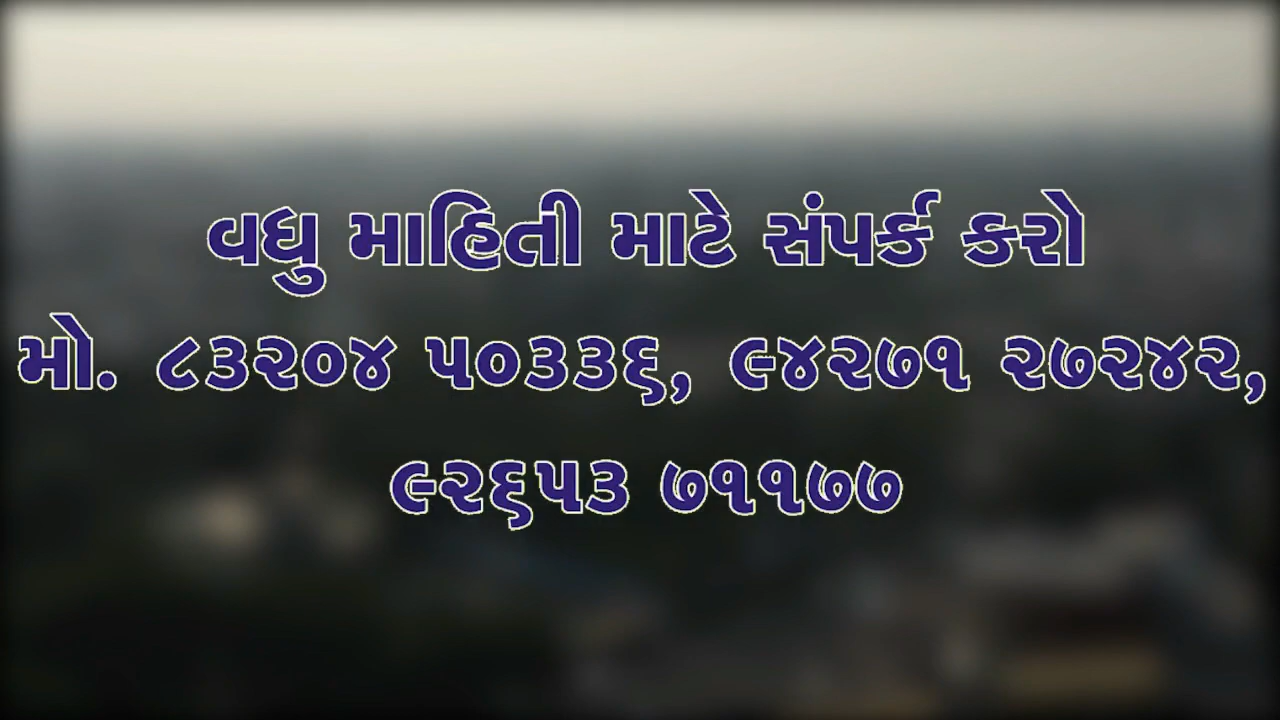 વધુ માહિતી માટે સંપર્ક કરો
મો. ૮૩૨૦૪ ૫૦૩૩૬, ૯૪૨૭૧ ૨૭૨૪૨,
૯૨૬૫૩ ૭૧૧૭૭